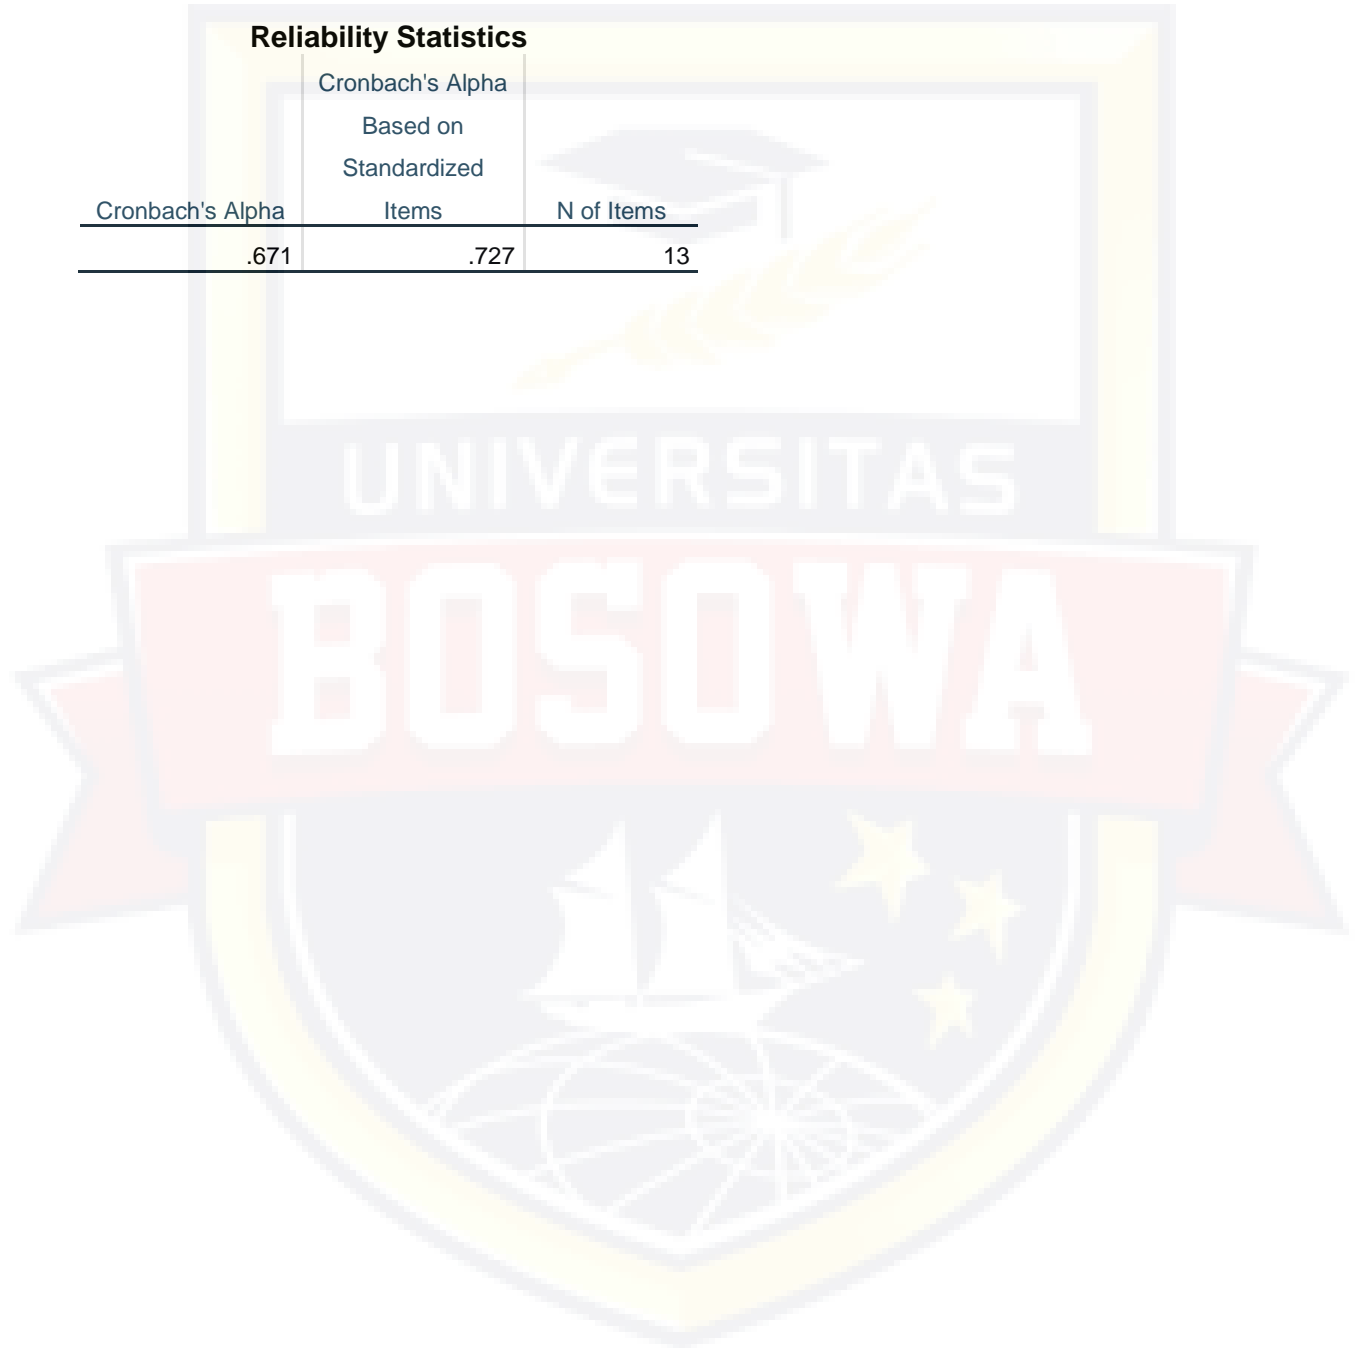 Reliability Statistics
Cronbach's Alpha
Based on
Standardized
Cronbach's Alpha Items N of Items
.671 .727 13
UNIVERSITAS
BOSOWA